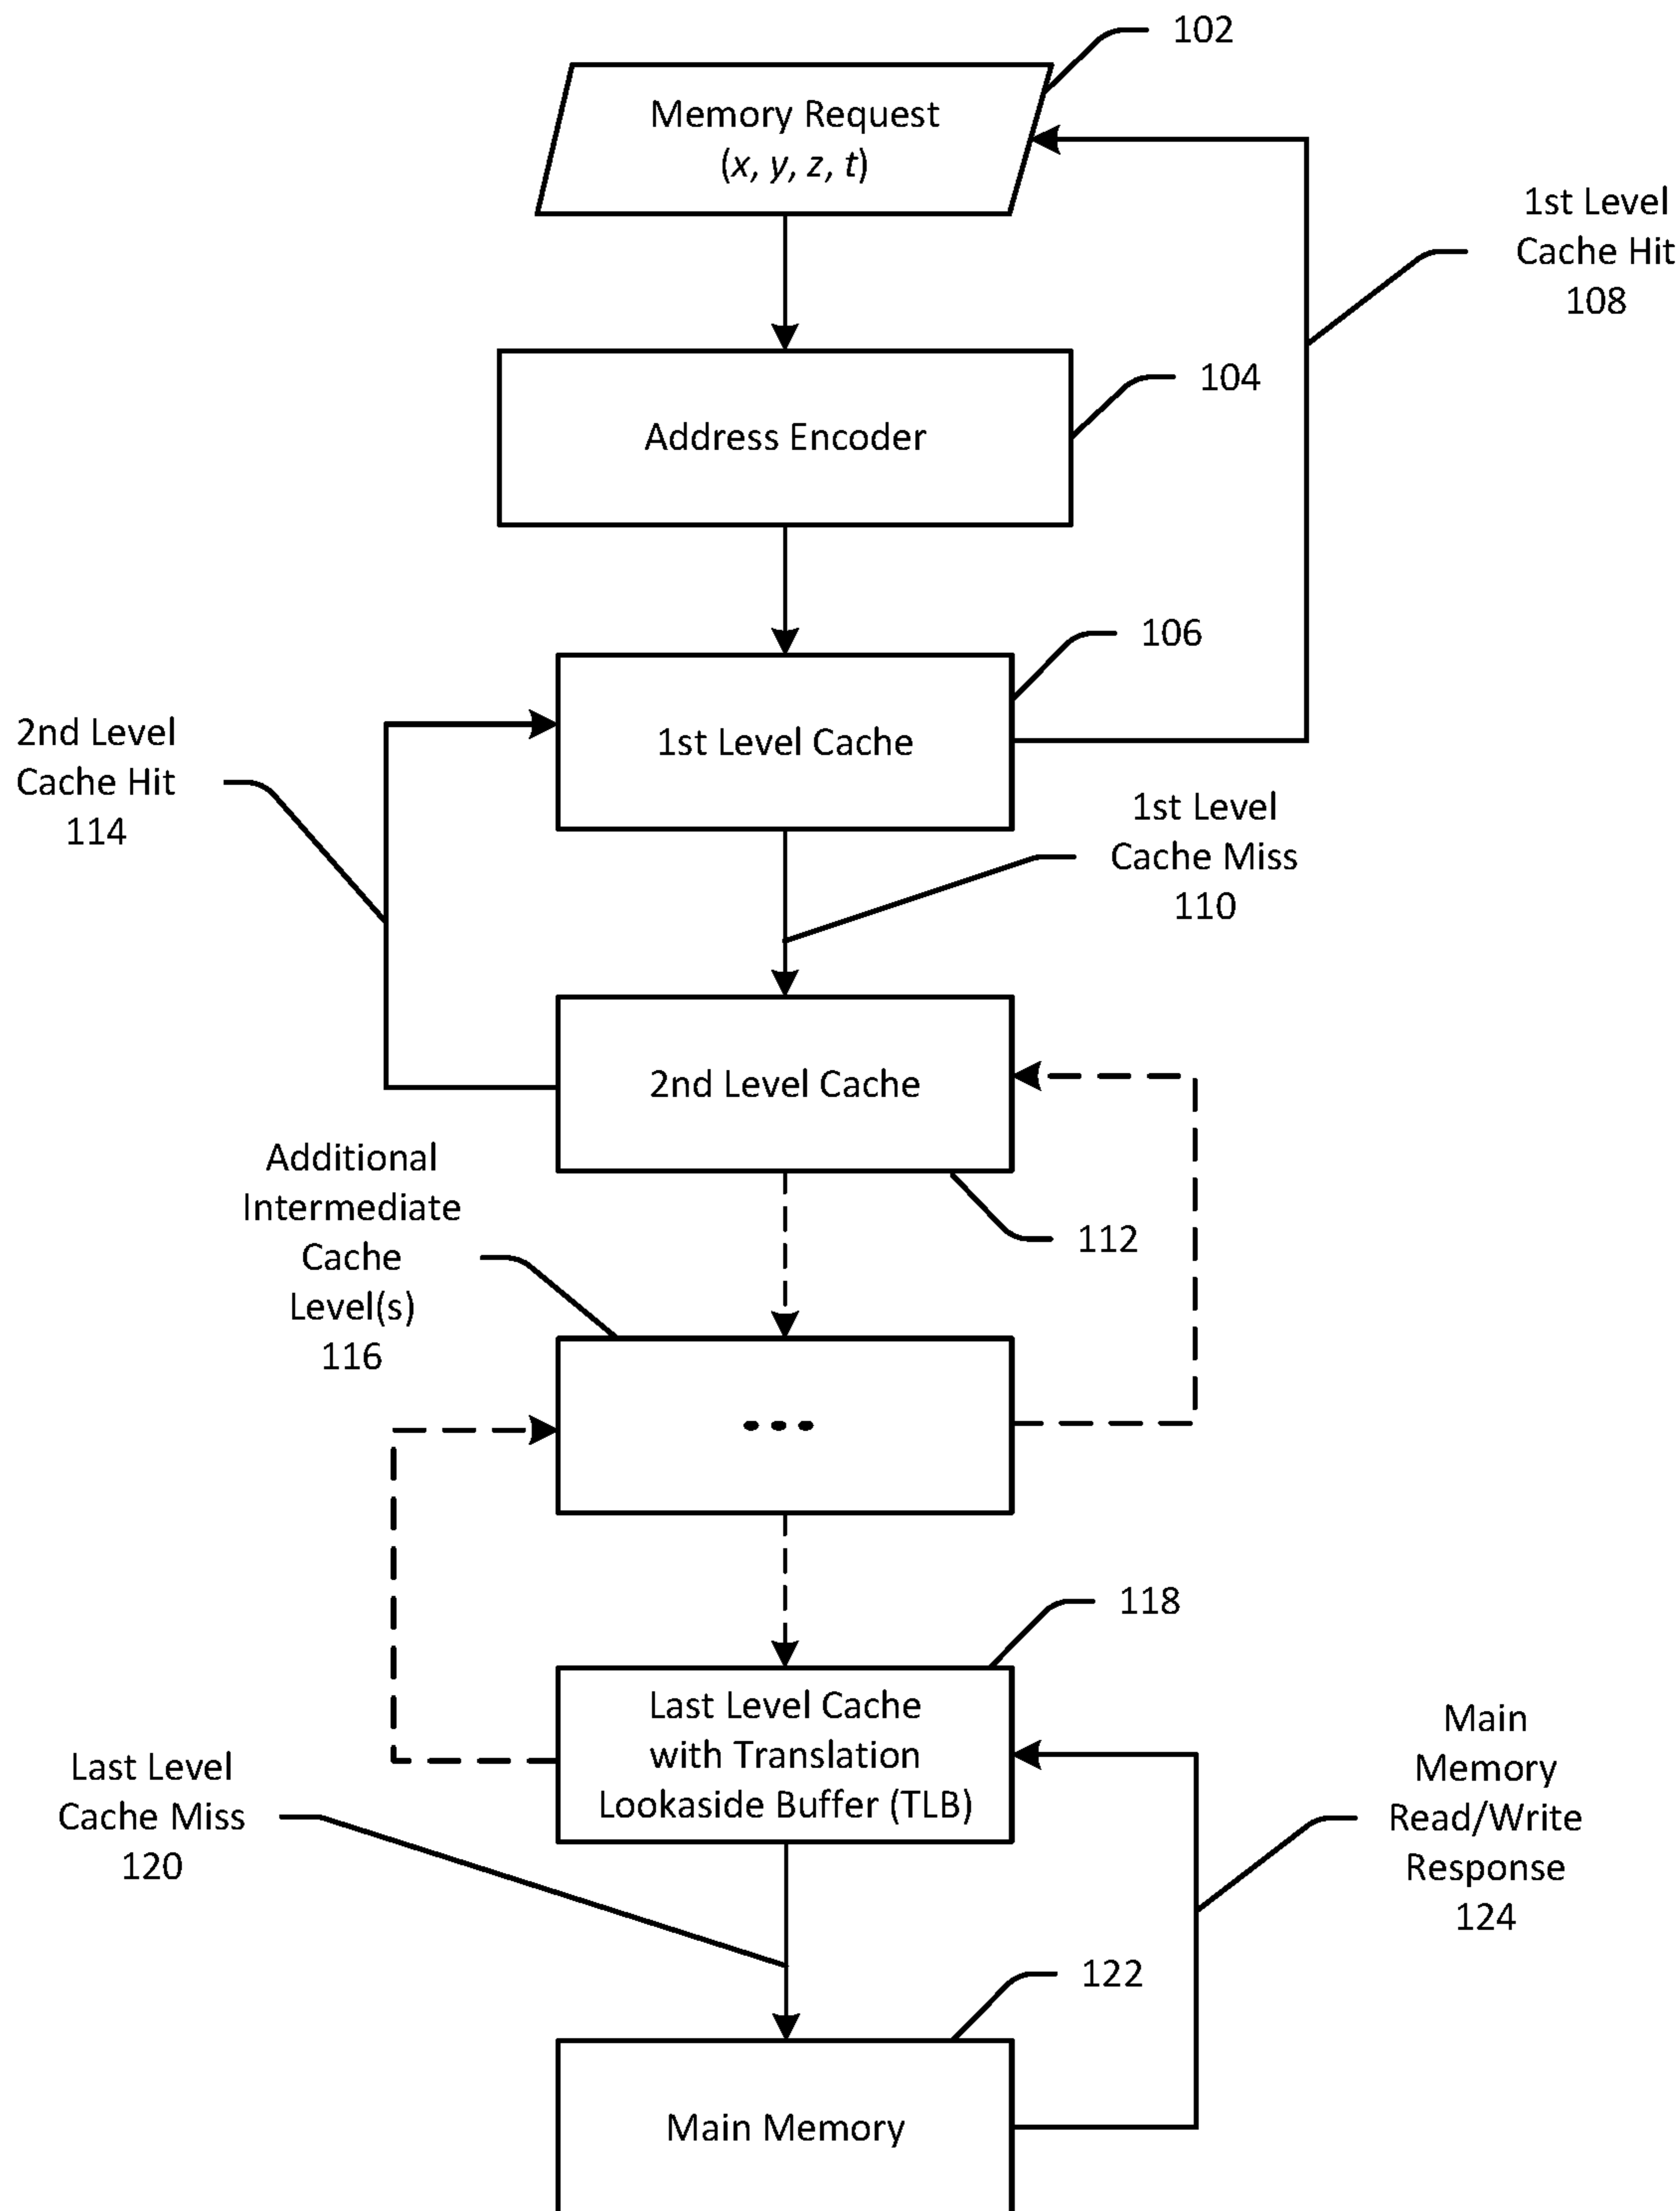 102
Memory Request
(x, y, z, t)
1st Level
Cache Hit
108
104
Address Encoder
106
1st Level Cache
2nd Level
Cache Hit
114
1st Level
Cache Miss
110
2nd Level Cache
112
Additional
Intermediate
Cache
Level(s)
116
...
118
Last Level Cache
with Translation
Lookaside Buffer (TLB)
Last Level
Cache Miss
120
Main
Memory
Read/Write
Response
124
122
Main Memory